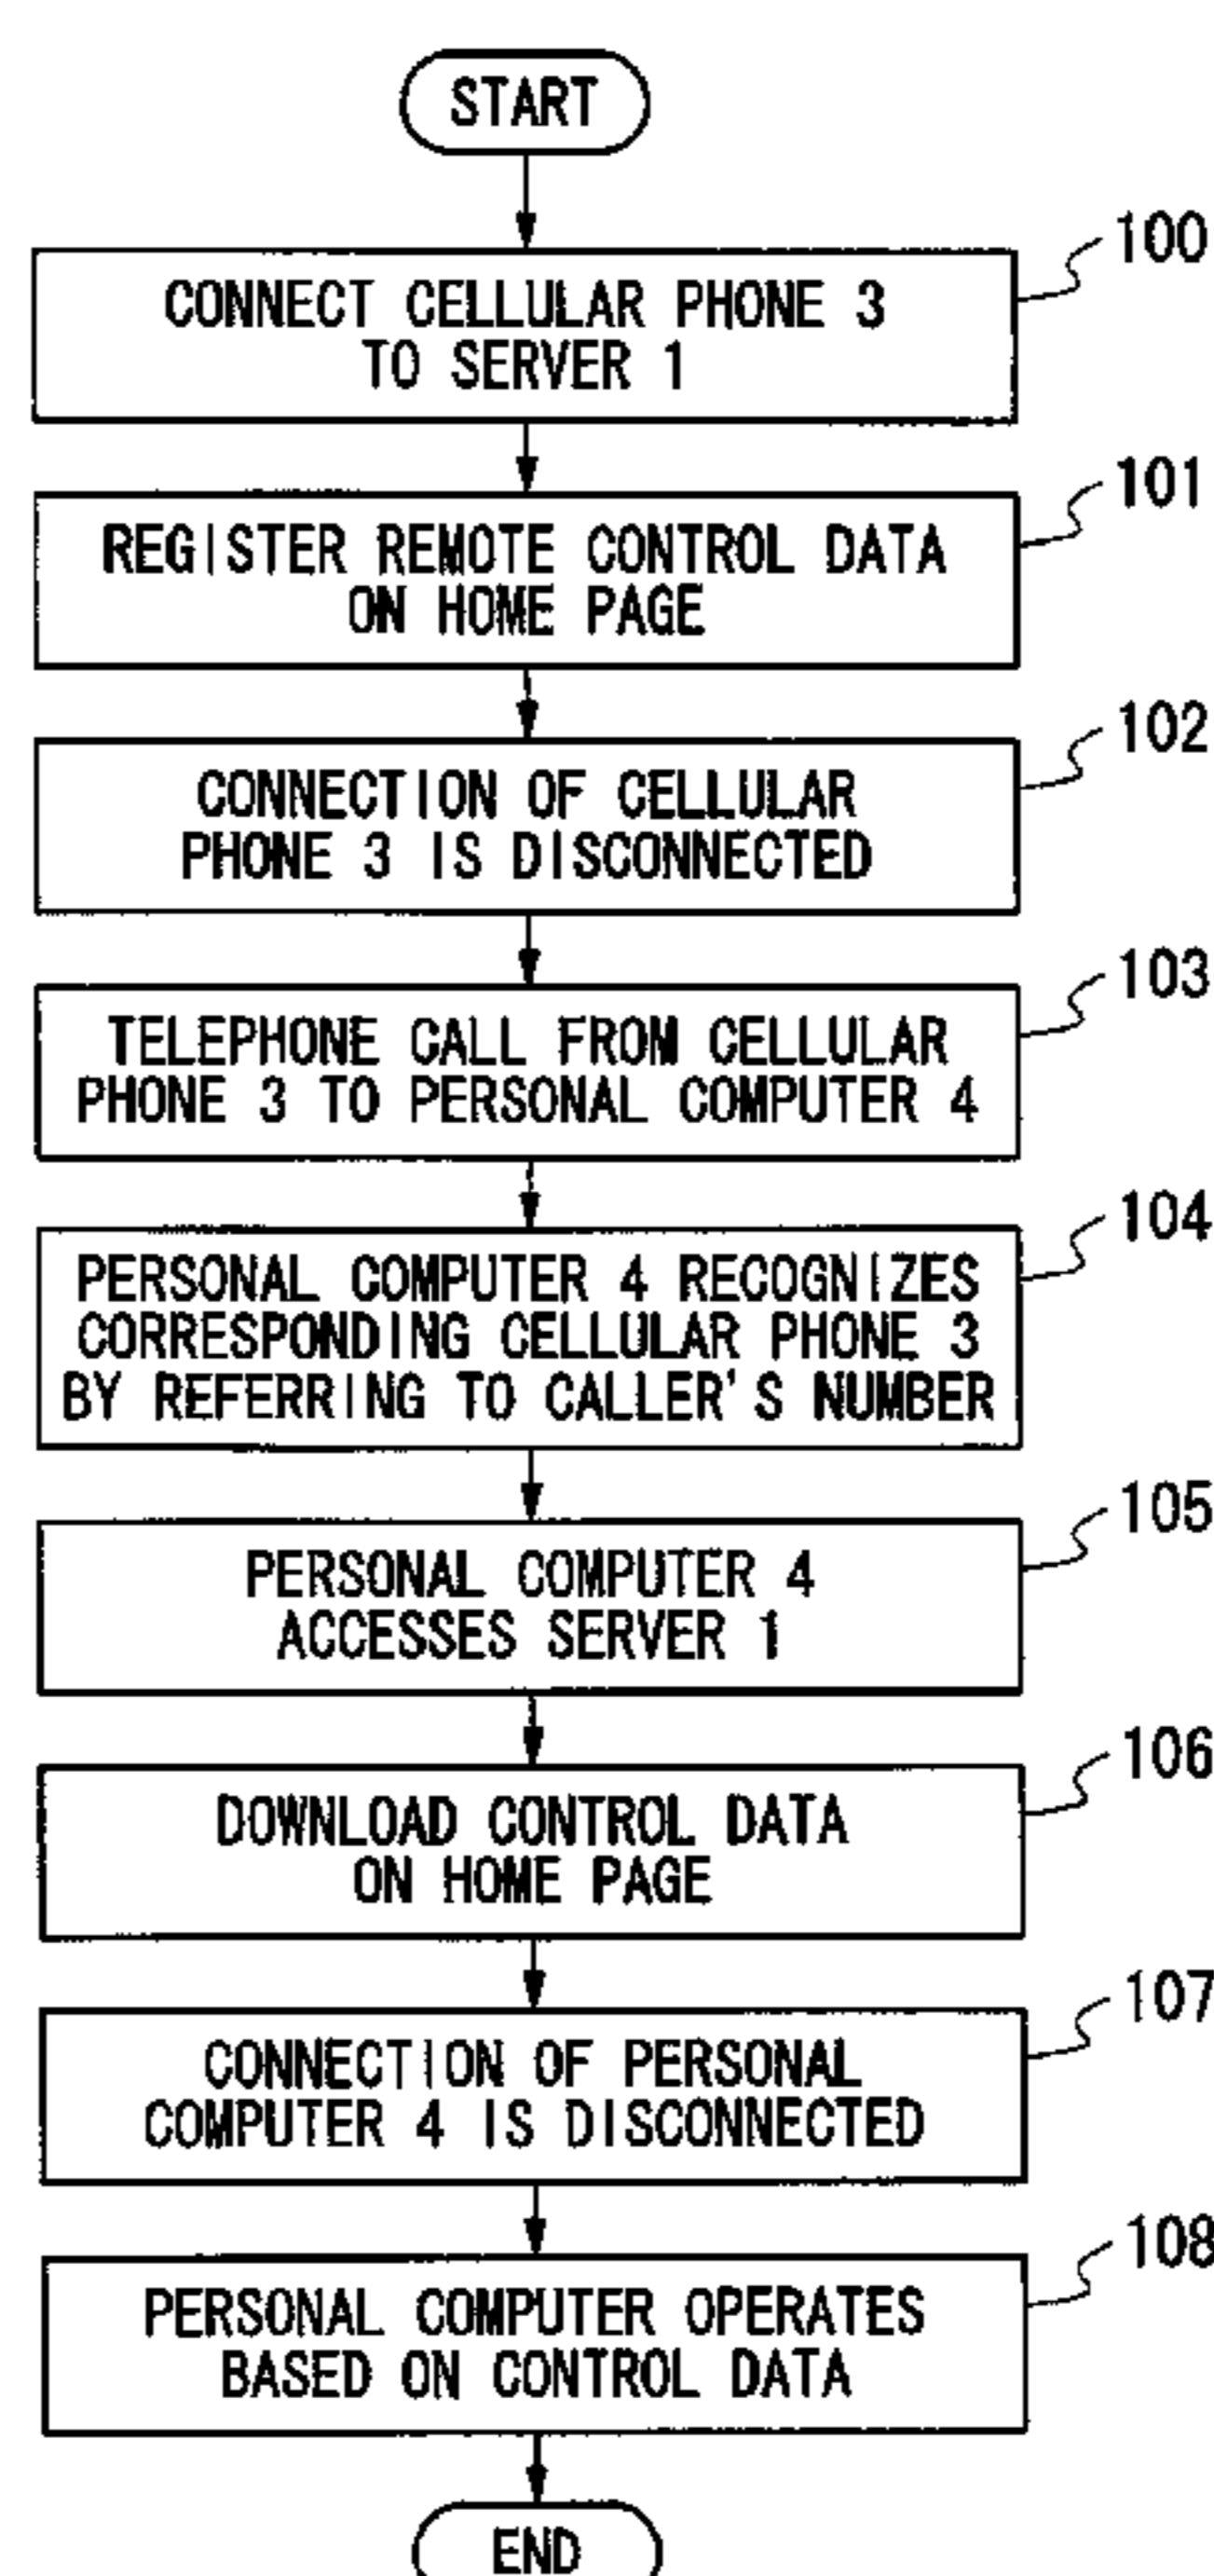 START
100
CONNECT CELLULAR PHONE 3
TO SERVER 1
101
REGISTER REMOTE CONTROL DATA
ON HOME PAGE
102
CONNECTION OF CELLULAR
PHONE 3 IS DISCONNECTED
103
TELEPHONE CALL FROM CELLULAR
PHONE 3 TO PERSONAL COMPUTER 4
104
PERSONAL COMPUTER 4 RECOGNIZES
CORRESPONDING CELLULAR PHONE 3
BY REFERRING TO CALLER'S NUMBER
105
PERSONAL COMPUTER 4
ACCESSES SERVER 1
106
DOWNLOAD CONTROL DATA
ON HOME PAGE
107
CONNECTION OF PERSONAL
COMPUTER 4 IS DISCONNECTED
108
PERSONAL COMPUTER OPERATES
BASED ON CONTROL DATA
END